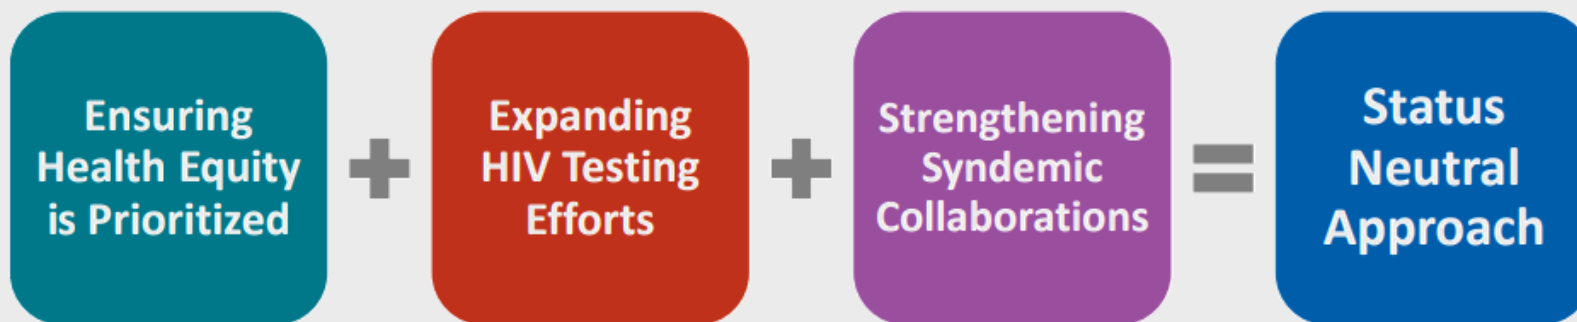 Ensuring
Health Equity
is Prioritized
+
Expanding
HIV Testing
Efforts
+
Strengthening
Syndemic
Collaborations
=
Status
Neutral
Approach